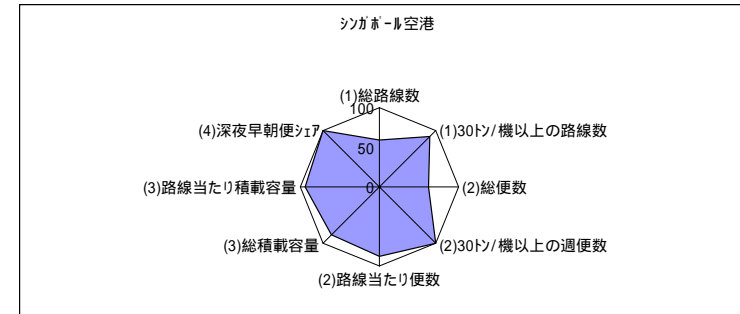 ｼﾝｶﾞﾎﾟｰﾙ空港
(1)総路線数
100
(4)深夜早朝便ｼｪｱ
(1)30ﾄﾝ/機以上の路線数
50
(3)路線当たり積載容量
0
(2)総便数
(3)総積載容量
(2)30ﾄﾝ/機以上の週便数
(2)路線当たり便数